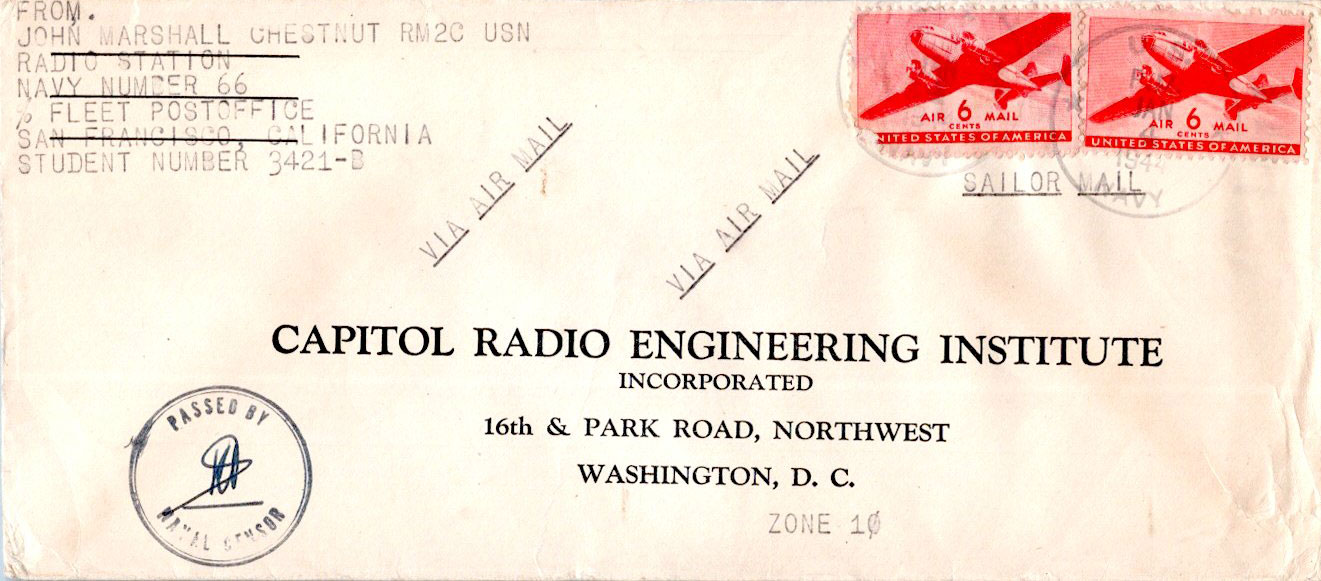 FROM.
JOHN MARSHALL CHESTNUT RM2C USN
RADIO STATION
NAVY NUMBER 66
% FLEET POSTOFFICE
SAN FRANCISCO, CALIFORNIA
STUDENT NUMBER 3421-B
AIR 6 MAIL
CENTS
UNITED STATES OF AMERICA
AIR 6 MAIL
CENTS
UNITED STATES OF AMERICA
JAN
1944
NAVY
SAILOR MAIL
VIA AIR MAIL
VIA AIR MAIL
CAPITOL RADIO ENGINEERING INSTITUTE
INCORPORATED
16th & PARK ROAD, NORTHWEST
WASHINGTON, D. C.
ZONE 10
PASSED BY
NAVAL CENSOR